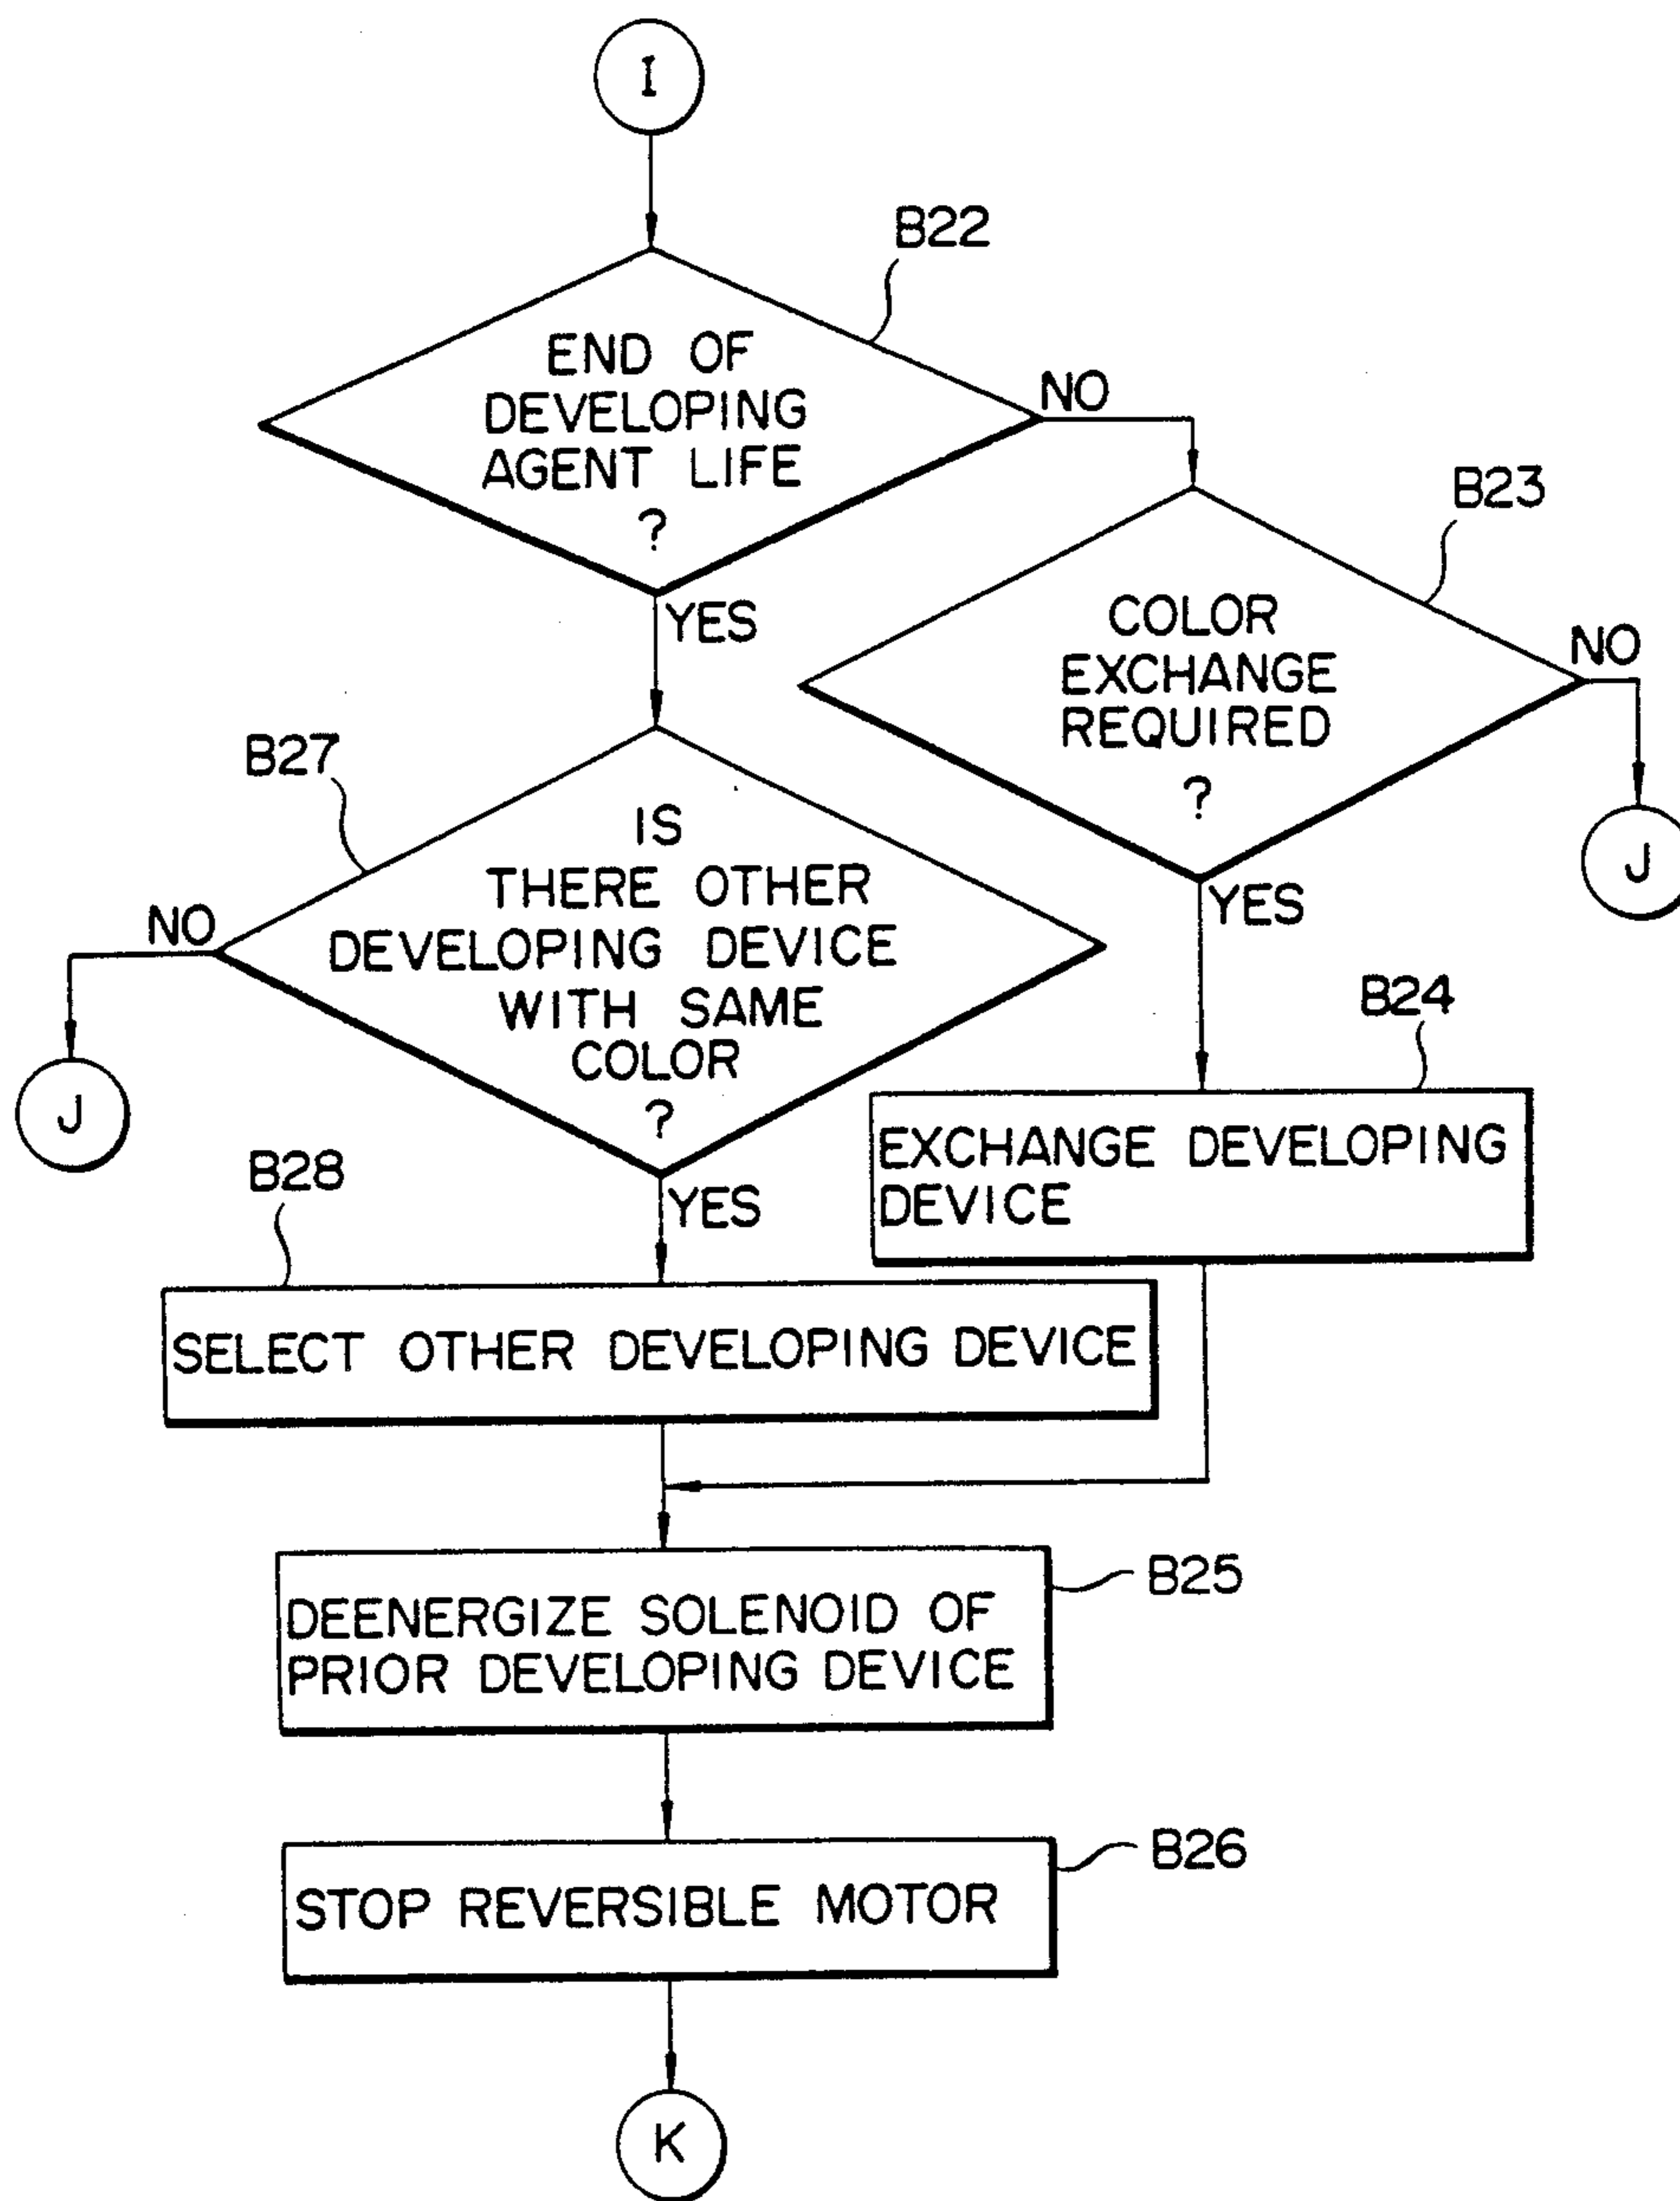 I
B22
END OF
DEVELOPING
AGENT LIFE
?
NO
YES
B23
COLOR
EXCHANGE
REQUIRED
?
NO
J
YES
B27
IS
THERE OTHER
DEVELOPING DEVICE
WITH SAME
COLOR
?
NO
J
YES
B24
EXCHANGE DEVELOPING
DEVICE
B28
SELECT OTHER DEVELOPING DEVICE
B25
DEENERGIZE SOLENOID OF
PRIOR DEVELOPING DEVICE
B26
STOP REVERSIBLE MOTOR
K